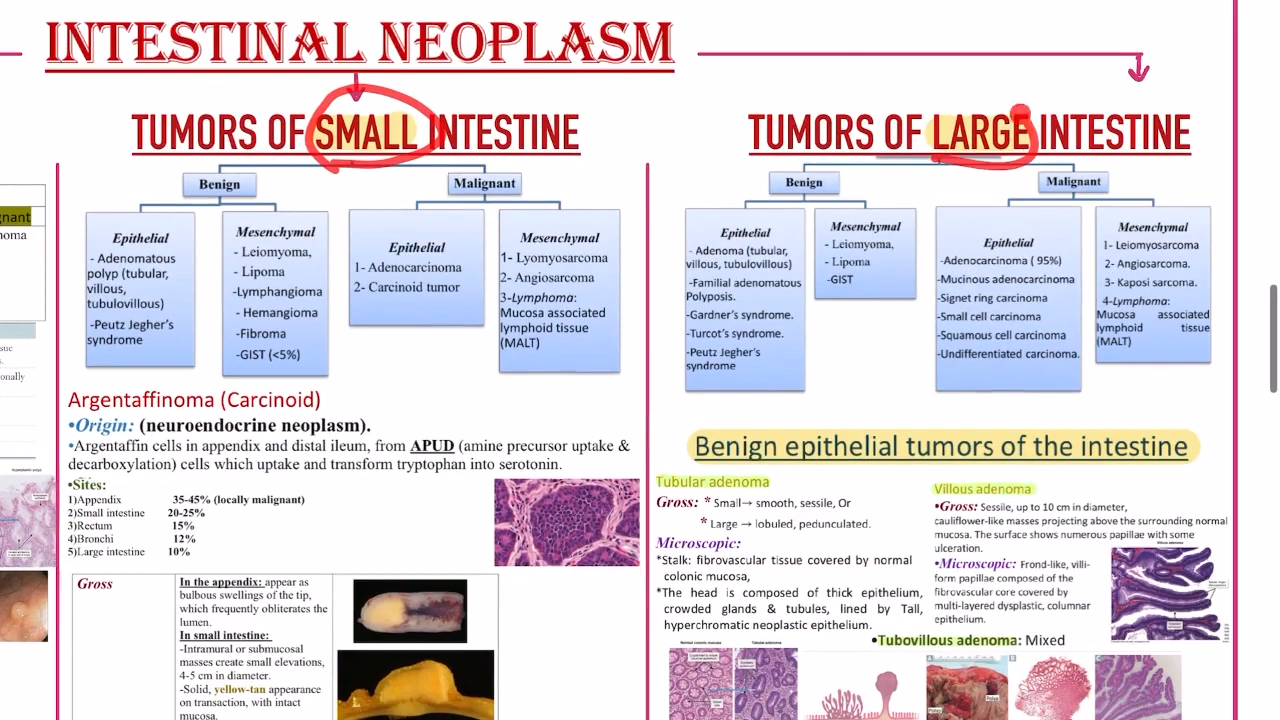 INTESTINAL NEOPLASM
TUMORS OF SMALL INTESTINE
Benign
Malignant
Epithelial
- Adenomatous
polyp (tubular,
villous,
tubulovillous)
-Peutz Jegher's
syndrome
Mesenchymal
- Leiomyoma,
- Lipoma
-Lymphangioma
- Hemangioma
-Fibroma
-GIST (<5%)
Epithelial
1- Adenocarcinoma
2- Carcinoid tumor
Mesenchymal
1- Lyomyosarcoma
2- Angiosarcoma
3-Lymphoma:
Mucosa associated
lymphoid tissue
(MALT)
Argentaffinoma (Carcinoid)
•Origin: (neuroendocrine neoplasm).
•Argentaffin cells in appendix and distal ileum, from APUD (amine precursor uptake &
decarboxylation) cells which uptake and transform tryptophan into serotonin.
•Sites:
1)Appendix 35-45% (locally malignant)
2)Small intestine 20-25%
3)Rectum 15%
4)Bronchi 12%
5)Large intestine 10%
Gross
In the appendix: appear as
bulbous swellings of the tip,
which frequently obliterates the
lumen.
In small intestine:
-Intramural or submucosal
masses create small elevations,
4-5 cm in diameter.
-Solid, yellow-tan appearance
on transaction, with intact
mucosa.
TUMORS OF LARGE INTESTINE
Benign
Malignant
Epithelial
- Adenoma (tubular,
villous, tubulovillous)
-Familial adenomatous
Polyposis.
-Gardner's syndrome.
-Turcot's syndrome.
-Peutz Jegher's
syndrome
Mesenchymal
- Leiomyoma,
- Lipoma
-GIST
Epithelial
-Adenocarcinoma ( 95%)
-Mucinous adenocarcinoma
-Signet ring carcinoma
-Small cell carcinoma
-Squamous cell carcinoma
-Undifferentiated carcinoma.
Mesenchymal
1- Leiomyosarcoma
2- Angiosarcoma.
3- Kaposi sarcoma.
4-Lymphoma:
Mucosa associated
lymphoid tissue
(MALT)
Benign epithelial tumors of the intestine
Tubular adenoma
Gross: * Small→ smooth, sessile, Or
* Large → lobuled, pedunculated.
Microscopic:
*Stalk: fibrovascular tissue covered by normal
colonic mucosa,
*The head is composed of thick epithelium,
crowded glands & tubules, lined by Tall,
hyperchromatic neoplastic epithelium.
Villous adenoma
•Gross: Sessile, up to 10 cm in diameter,
cauliflower-like masses projecting above the surrounding normal
mucosa. The surface shows numerous papillae with some
ulceration.
•Microscopic: Frond-like, villi-
form papillae composed of the
fibrovascular core covered by
multi-layered dysplastic, columnar
epithelium.
Villous adenoma
•Tubovillous adenoma: Mixed
Normal colonic mucosa
Tubular adenoma
A
B
C
Polyp
Polyp